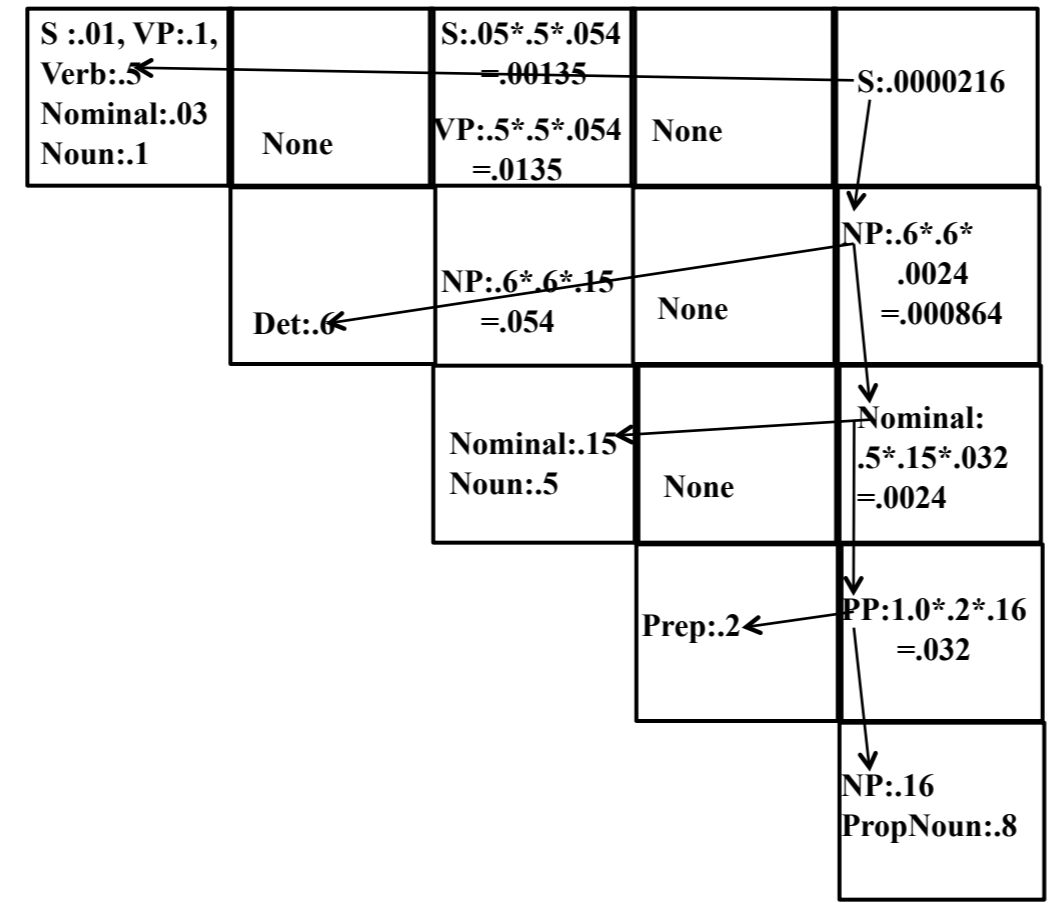 S :.01, VP:.1,
Verb:.5
Nominal:.03
Noun:.1
None
S:.05*.5*.054
=.00135
VP:.5*.5*.054
=.0135
None
S:.0000216
Det:.6
NP:.6*.6*.15
=.054
None
NP:.6*.6*
.0024
=.000864
Nominal:.15
Noun:.5
None
Nominal:
.5*.15*.032
=.0024
Prep:.2
PP:1.0*.2*.16
=.032
NP:.16
PropNoun:.8